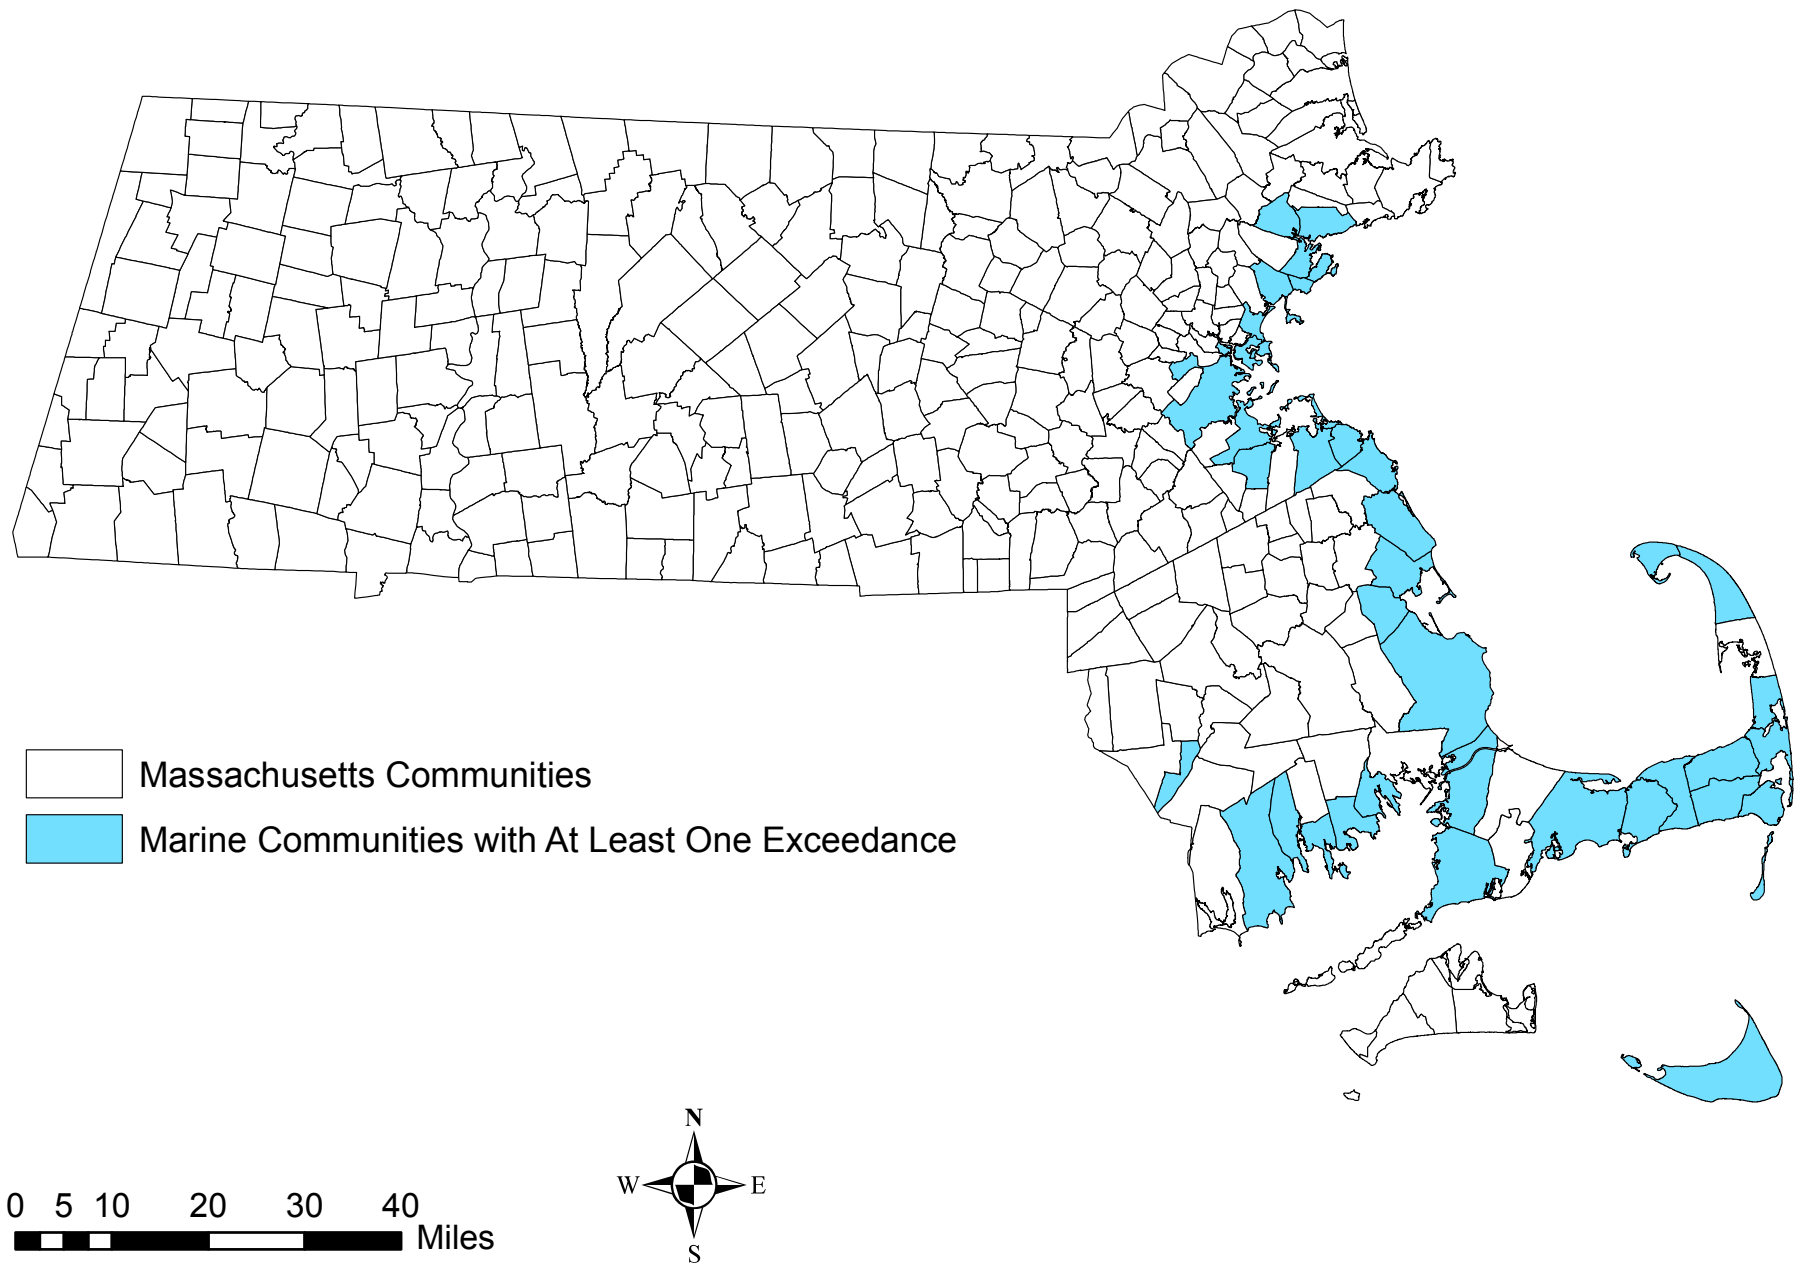 Massachusetts Communities
Marine Communities with At Least One Exceedance
N
W E
S
0 5 10 20 30 40
Miles